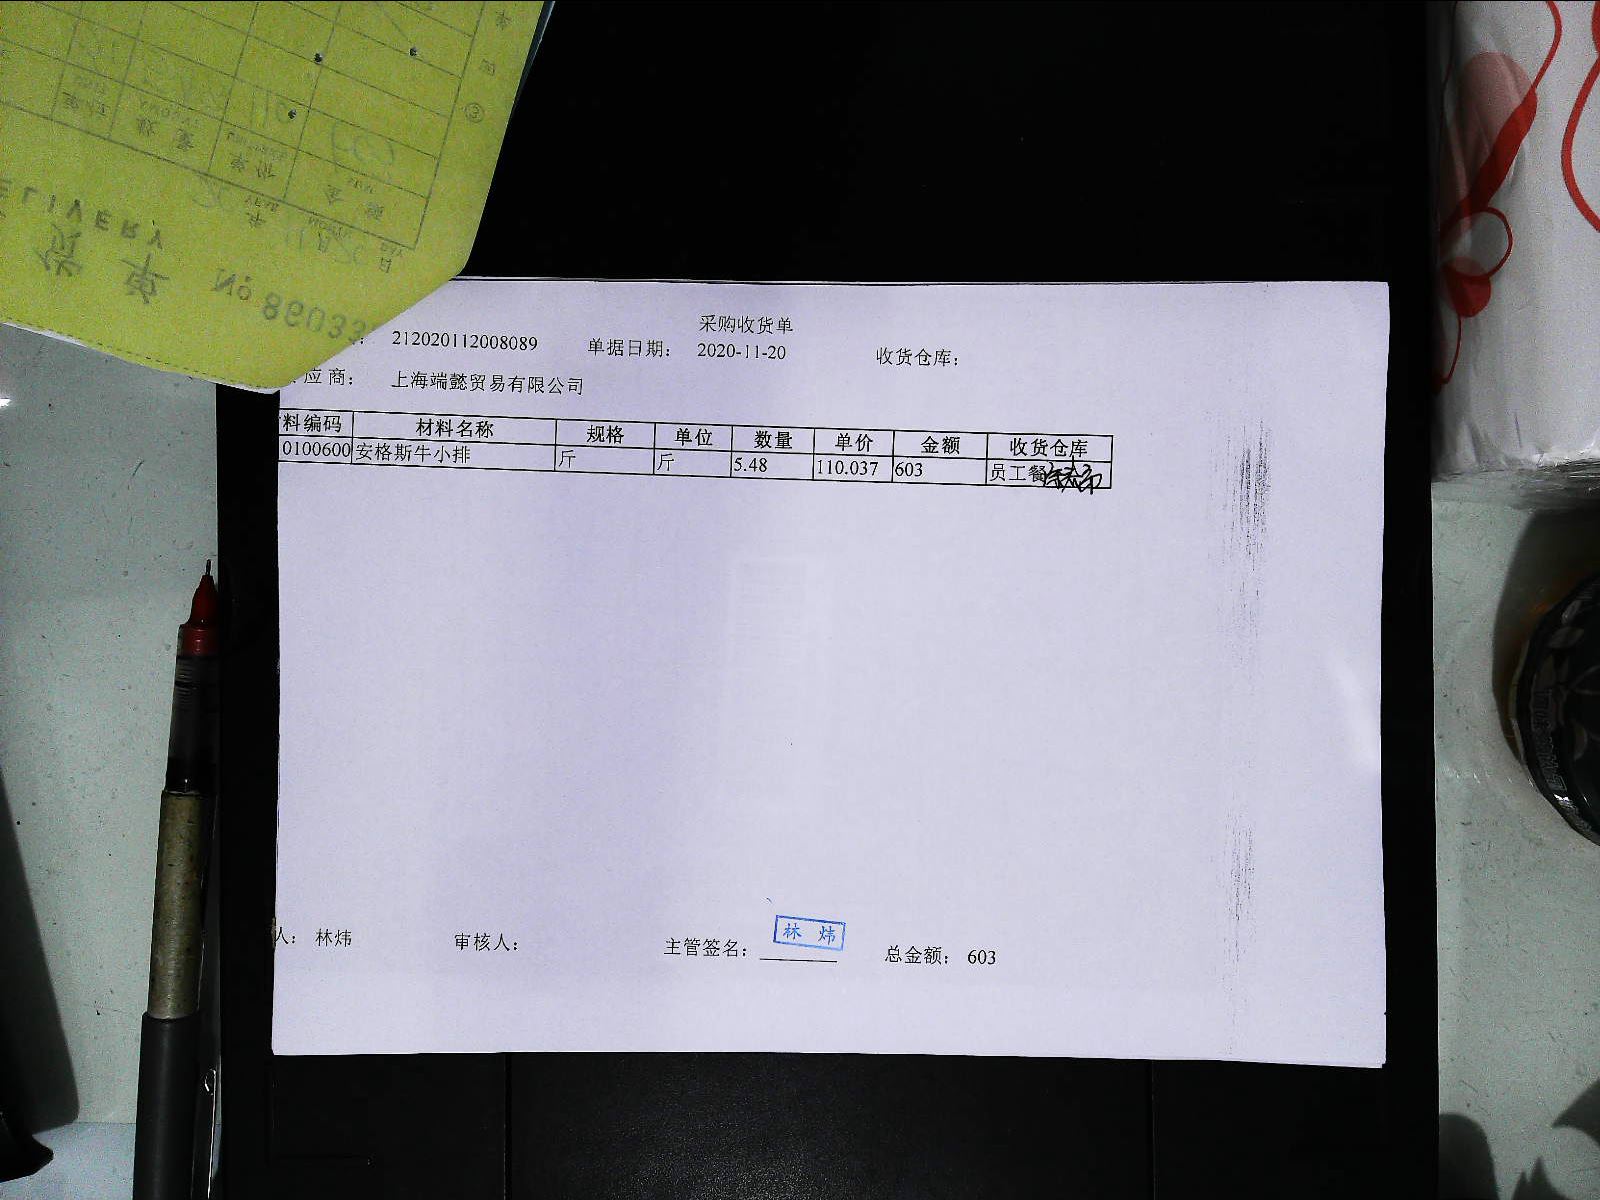 采购收货单
212020112008089 单据日期： 2020-11-20 收货仓库：
应商： 上海端懿贸易有限公司
料编码 材料名称 规格 单位 数量 单价 金额 收货仓库
0100600 安格斯牛小排 斤 斤 5.48 110.037 603 员工餐
人： 林炜 审核人： 主管签名： 林炜 总金额： 603